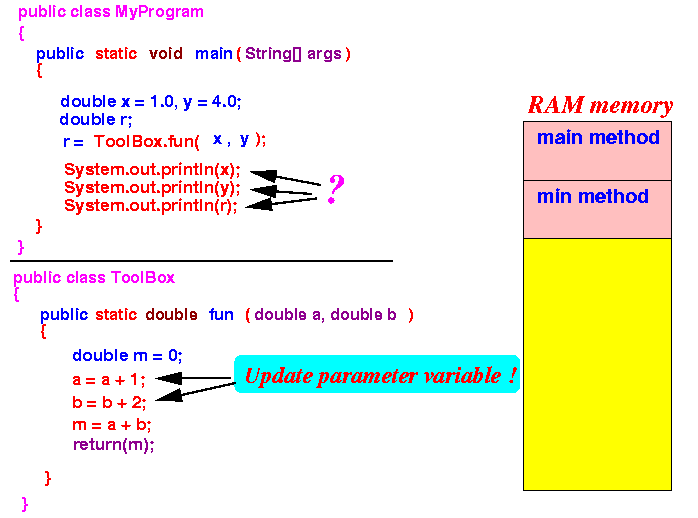 public class MyProgram
{
public static void main ( String[] args )
{
double x = 1.0, y = 4.0;
double r;
r = ToolBox.fun( x , y );
System.out.println(x);
System.out.println(y);
System.out.println(r);
?
}
}
public class ToolBox
{
public static double fun ( double a, double b )
{
double m = 0;
a = a + 1;
b = b + 2;
m = a + b;
return(m);
Update parameter variable !
}
}
RAM memory
main method
min method